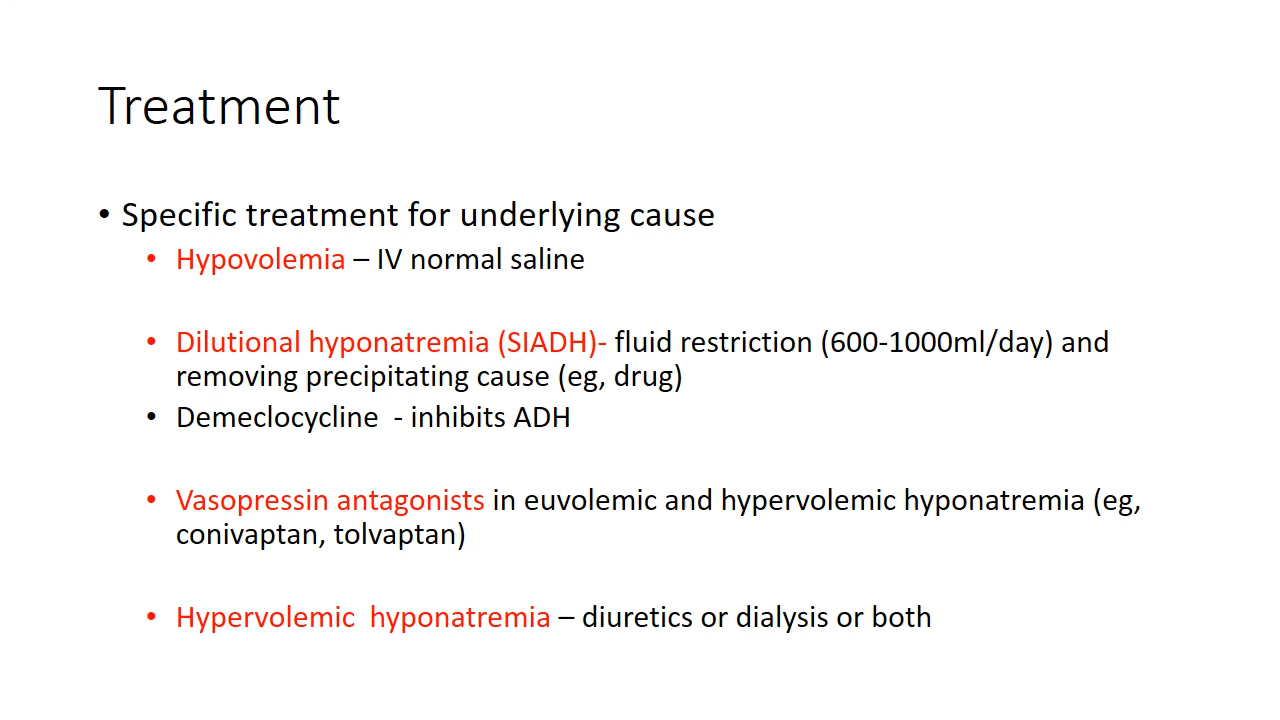 Treatment
• Specific treatment for underlying cause
• Hypovolemia – IV normal saline
• Dilutional hyponatremia (SIADH)- fluid restriction (600-1000ml/day) and
removing precipitating cause (eg, drug)
• Demeclocycline  - inhibits ADH
• Vasopressin antagonists in euvolemic and hypervolemic hyponatremia (eg,
conivaptan, tolvaptan)
• Hypervolemic  hyponatremia – diuretics or dialysis or both